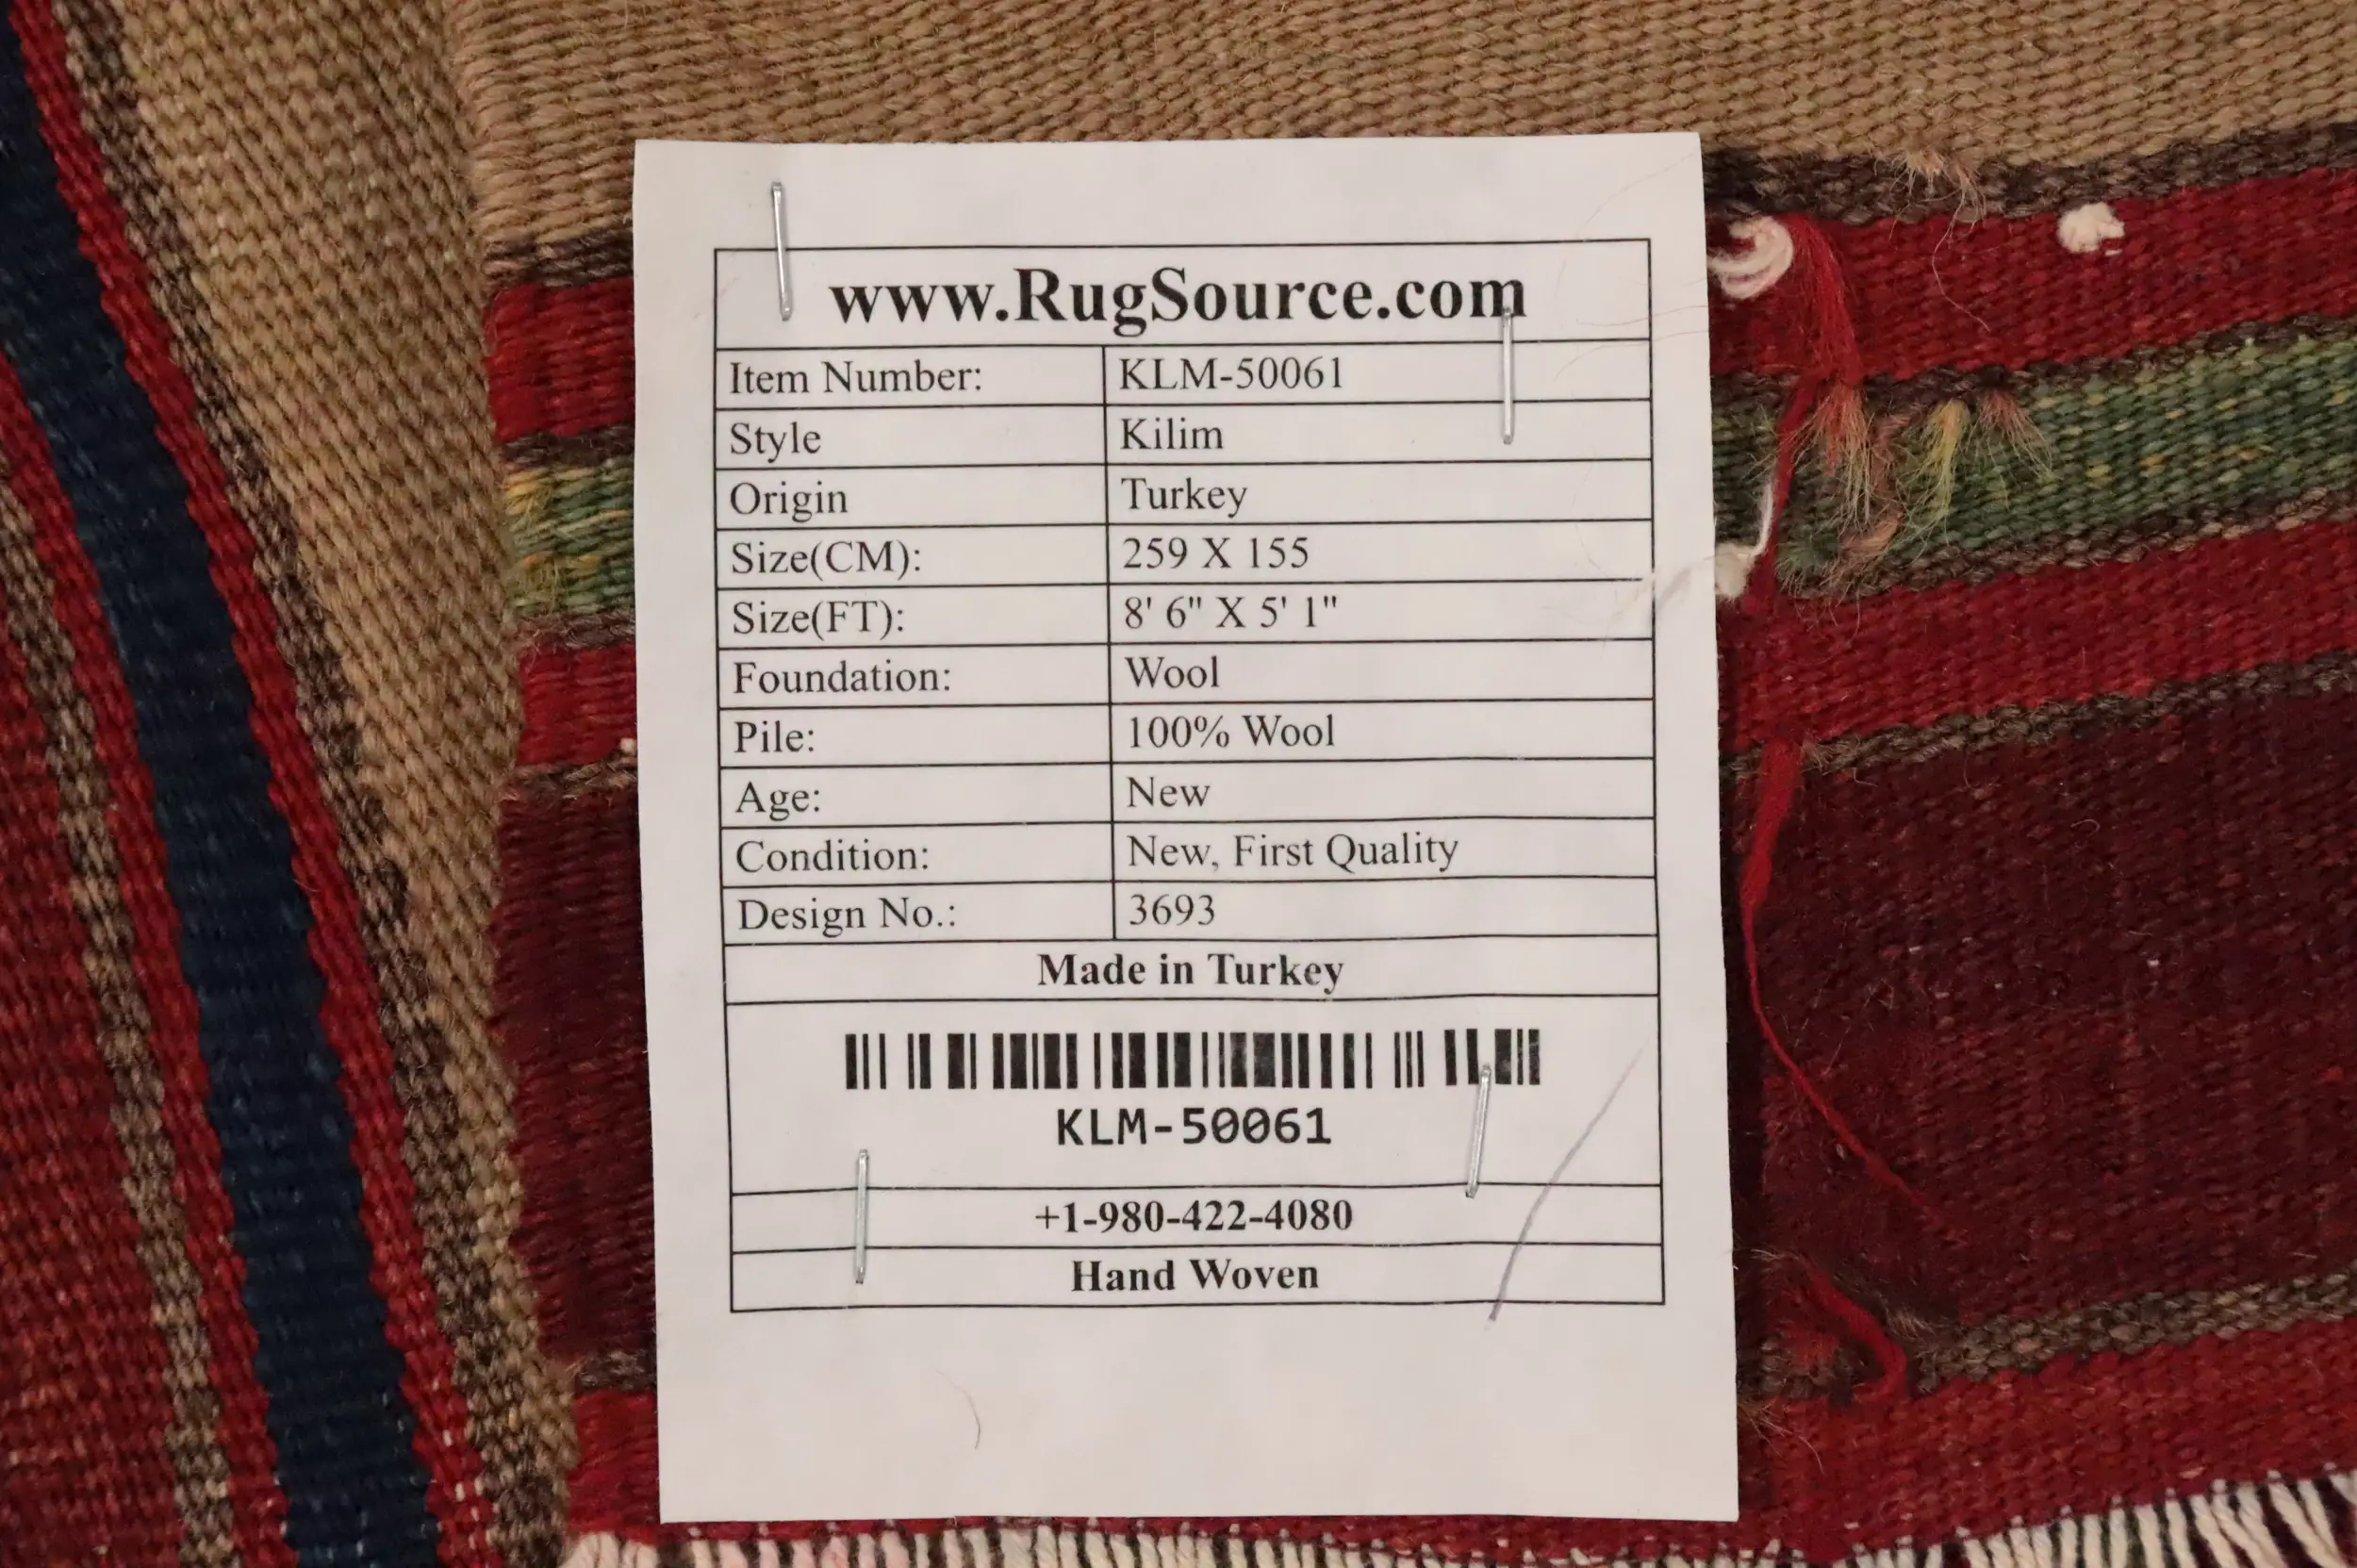 www.RugSource.com
Item Number: KLM-50061
Style Kilim
Origin Turkey
Size(CM): 259 X 155
Size(FT): 8' 6" X 5' 1"
Foundation: Wool
Pile: 100% Wool
Age: New
Condition: New, First Quality
Design No.: 3693
Made in Turkey
KLM-50061
+1-980-422-4080
Hand Woven